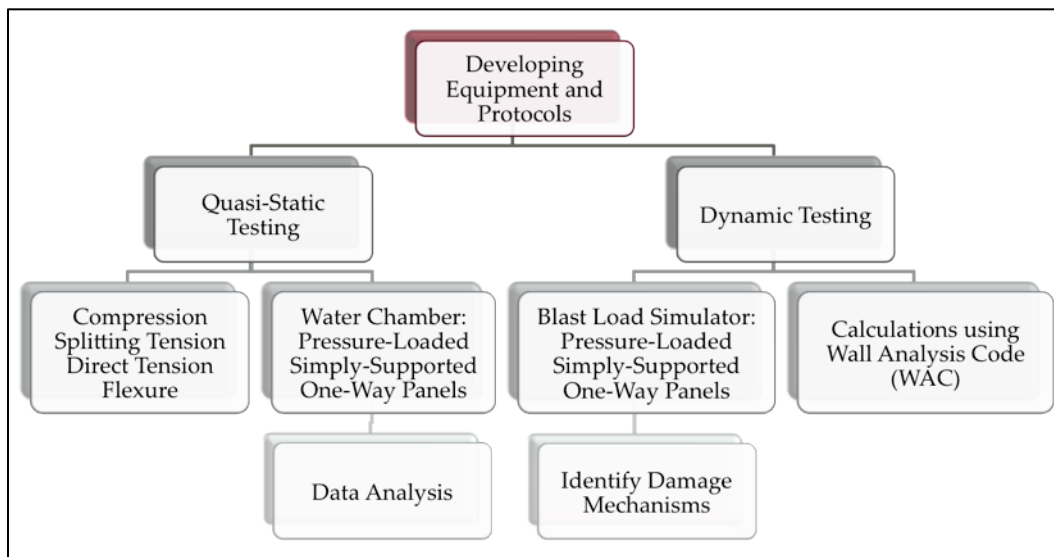 Developing
Equipment and
Protocols
Quasi-Static
Testing
Dynamic Testing
Compression
Splitting Tension
Direct Tension
Flexure
Water Chamber:
Pressure-Loaded
Simply-Supported
One-Way Panels
Blast Load Simulator:
Pressure-Loaded
Simply-Supported
One-Way Panels
Calculations using
Wall Analysis Code
(WAC)
Data Analysis
Identify Damage
Mechanisms